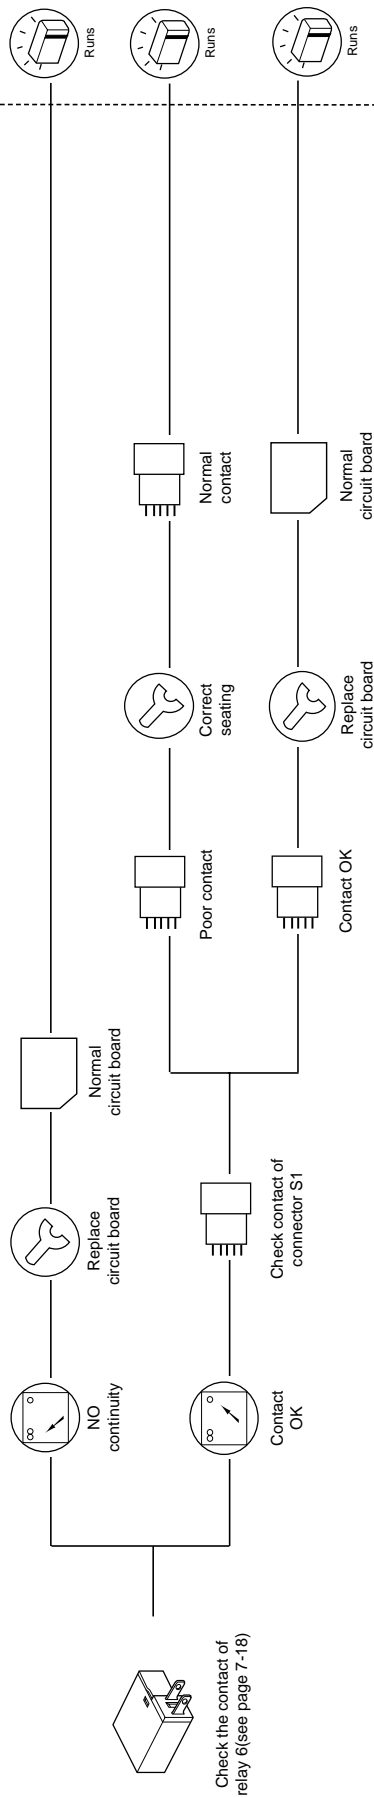 Check the contact of
relay 6(see page 7-18)
NO
continuity
Replace
circuit board
Normal
circuit board
Runs
Contact
OK
Check contact of
connector S1
Poor contact
Correct
seating
Normal
contact
Runs
Contact OK
Replace
circuit board
Normal
circuit board
Runs